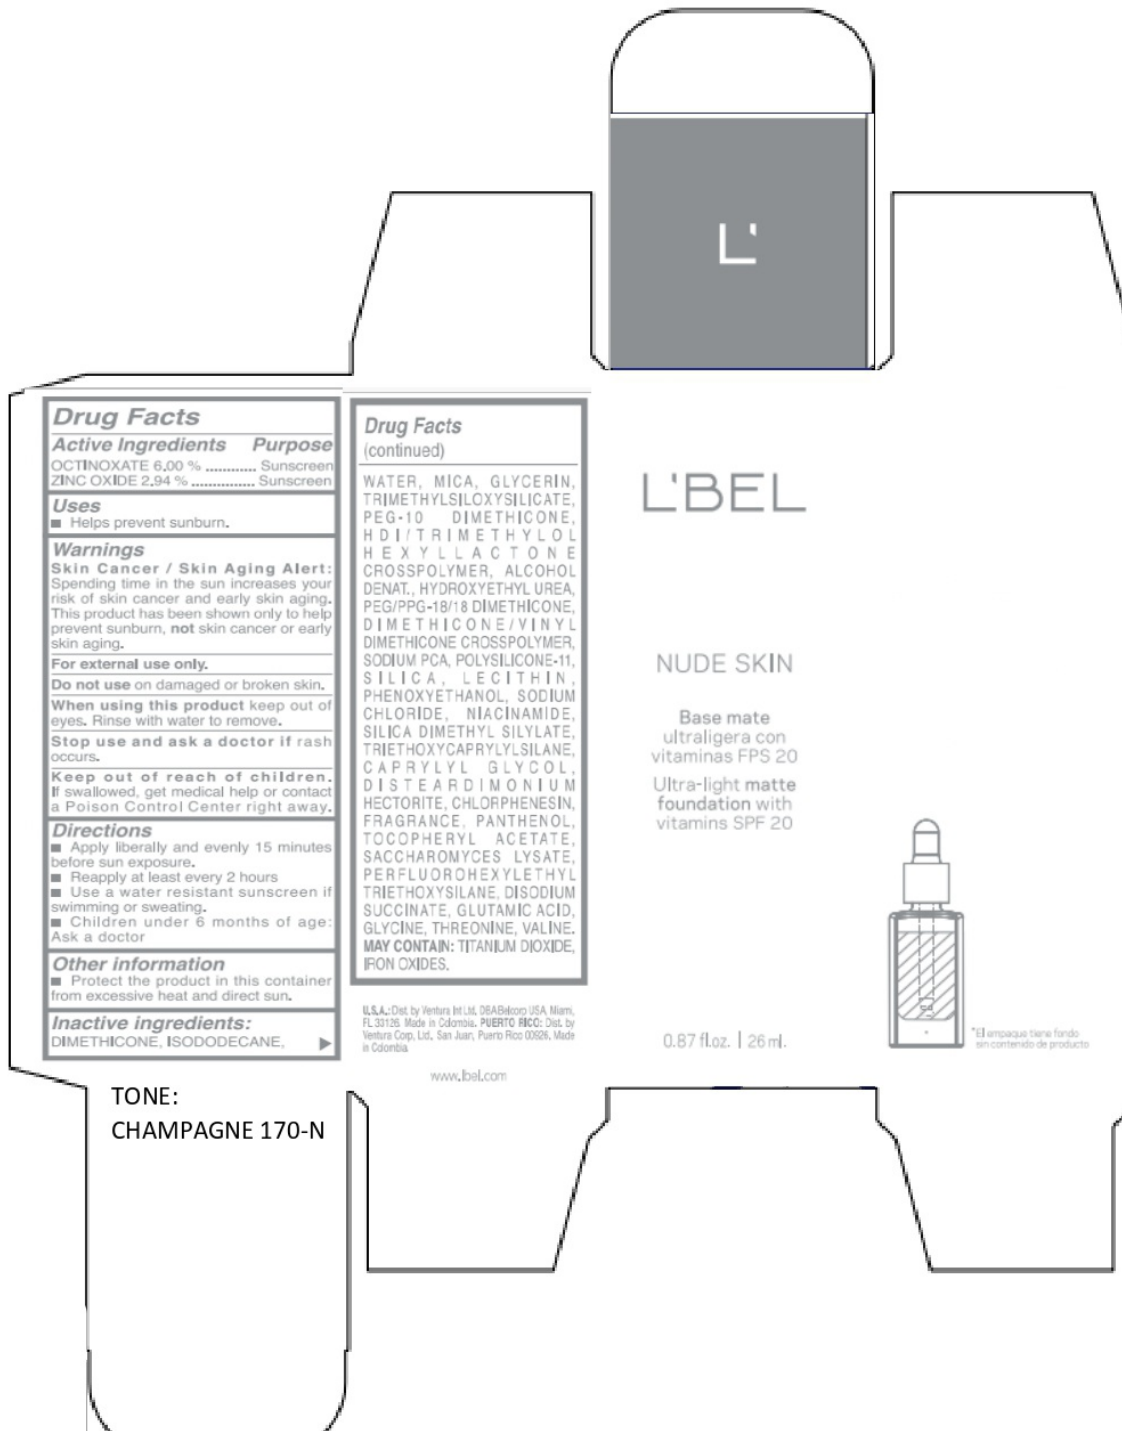 L'
Drug Facts
Active Ingredients Purpose
OCTINOXATE 6.00 % ............ Sunscreen
ZINC OXIDE 2.94 % ............... Sunscreen
Uses
■ Helps prevent sunburn.
Warnings
Skin Cancer / Skin Aging Alert:
Spending time in the sun increases your
risk of skin cancer and early skin aging.
This product has been shown only to help
prevent sunburn, not skin cancer or early
skin aging.
For external use only.
Do not use on damaged or broken skin.
When using this product keep out of
eyes. Rinse with water to remove.
Stop use and ask a doctor if rash
occurs.
Keep out of reach of children.
If swallowed, get medical help or contact
a Poison Control Center right away.
Directions
■ Apply liberally and evenly 15 minutes
before sun exposure.
■ Reapply at least every 2 hours
■ Use a water resistant sunscreen if
swimming or sweating.
■ Children under 6 months of age:
Ask a doctor
Other information
■ Protect the product in this container
from excessive heat and direct sun.
Inactive ingredients:
DIMETHICONE, ISODODECANE, ▶
Drug Facts
(continued)
WATER, MICA, GLYCERIN,
TRIMETHYLSILOXYSILICATE,
PEG-10 DIMETHICONE,
HDI/TRIMETHYLOL
HEXYLLACTONE
CROSSPOLYMER, ALCOHOL
DENAT., HYDROXYETHYL UREA,
PEG/PPG-18/18 DIMETHICONE,
DIMETHICONE/VINYL
DIMETHICONE CROSSPOLYMER,
SODIUM PCA, POLYSILICONE-11,
SILICA, LECITHIN,
PHENOXYETHANOL, SODIUM
CHLORIDE, NIACINAMIDE,
SILICA DIMETHYL SILYLATE,
TRIETHOXYCAPRYLYLSILANE,
CAPRYLYL GLYCOL,
DISTEARDIMONIUM
HECTORITE, CHLORPHENESIN,
FRAGRANCE, PANTHENOL,
TOCOPHERYL ACETATE,
SACCHAROMYCES LYSATE,
PERFLUOROHEXYLETHYL
TRIETHOXYSILANE, DISODIUM
SUCCINATE, GLUTAMIC ACID,
GLYCINE, THREONINE, VALINE.
MAY CONTAIN: TITANIUM DIOXIDE,
IRON OXIDES.
U.S.A.: Dist. by Ventura Int Ltd. DBA Belcorp USA, Miami,
FL 33126. Made in Colombia. PUERTO RICO: Dist. by
Ventura Corp, Ltd., San Juan, Puerto Rico 00926. Made
in Colombia.
www.lbel.com
L'BEL
NUDE SKIN
Base mate
ultraligera con
vitaminas FPS 20
Ultra-light matte
foundation with
vitamins SPF 20
0.87 fl.oz. | 26 ml.
*El empaque tiene fondo
sin contenido de producto
TONE:
CHAMPAGNE 170-N